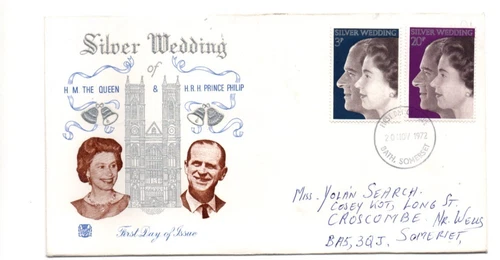 Silver Wedding
of
H M THE QUEEN & H.R.H. PRINCE PHILIP
First Day of Issue
SILVER WEDDING
3P
SILVER WEDDING
20P
20 NOV 1972
BATH, SOMERSET
MISS. YOLAN SEARCH.
COSEY COT, LONG ST.
CROSCOMBE. NR. WELLS
BA5, 3QJ. SOMERSET,